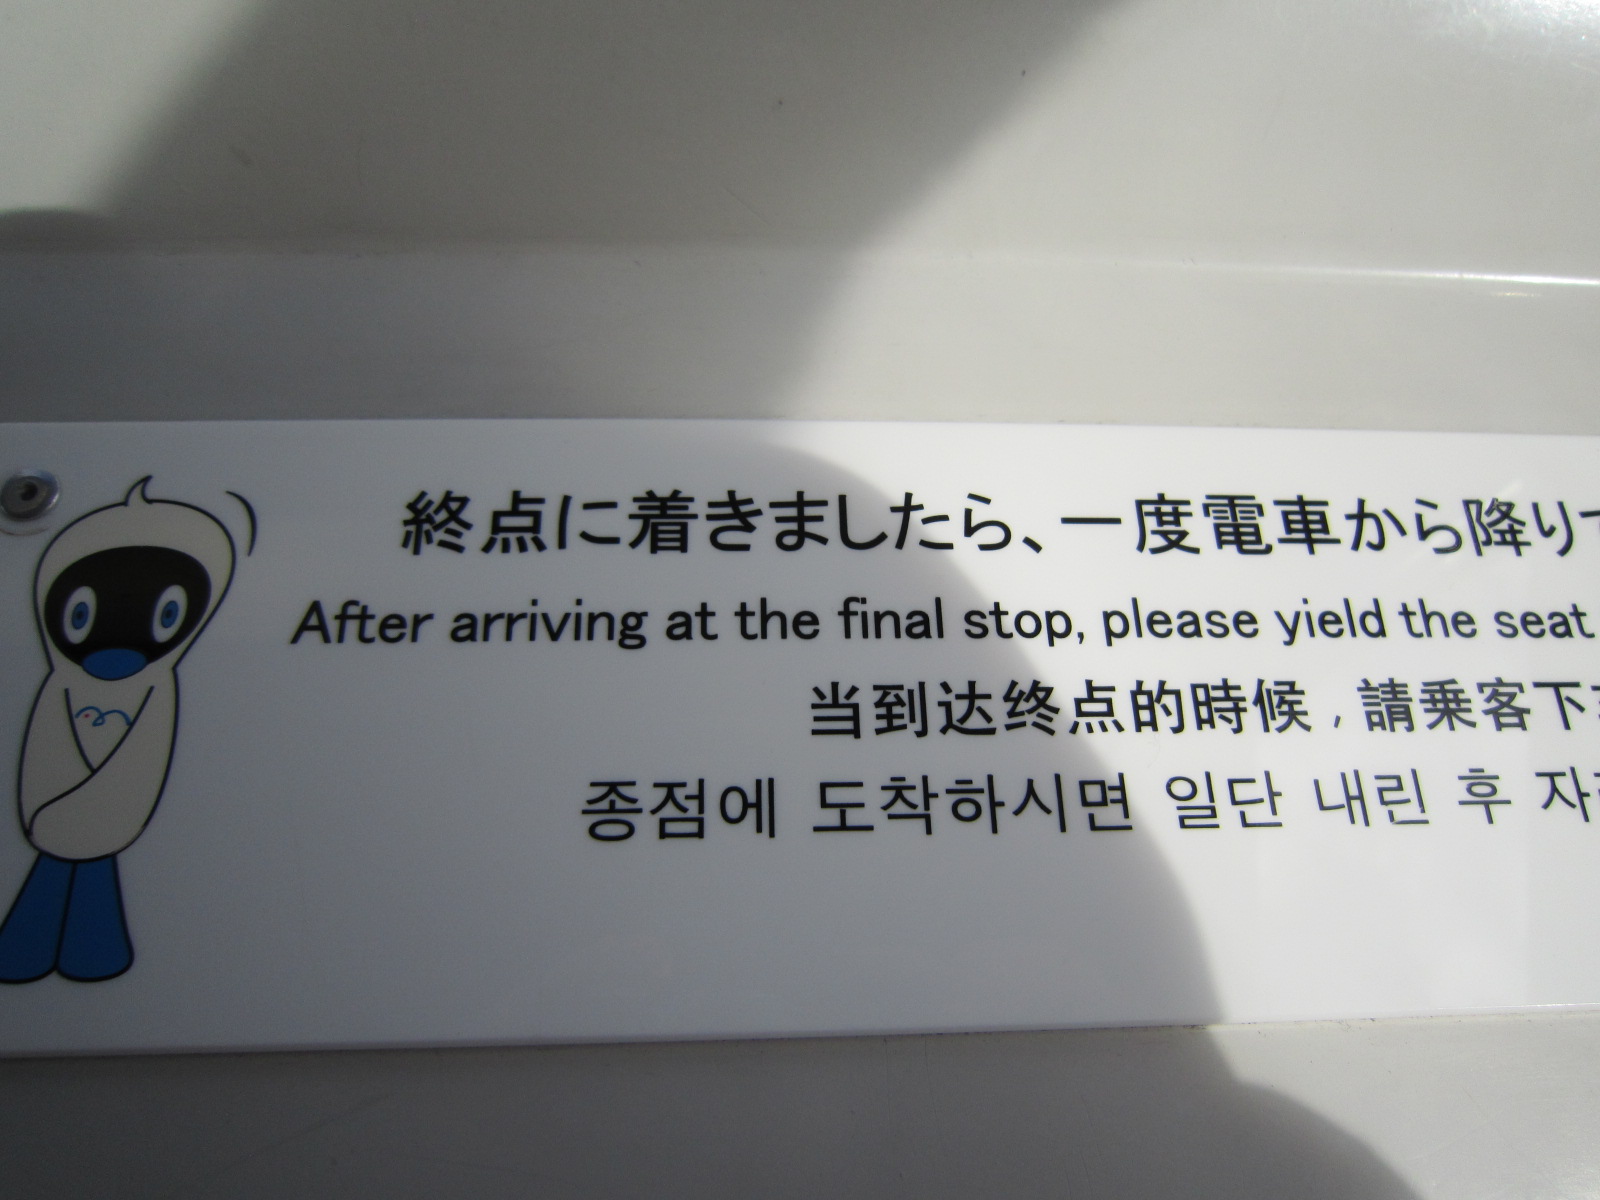 終点に着きましたら、一度電車から降り
After arriving at the final stop, please yield the seat
当到达终点的時候，請乗客下
종점에 도착하시면 일단 내린 후 자